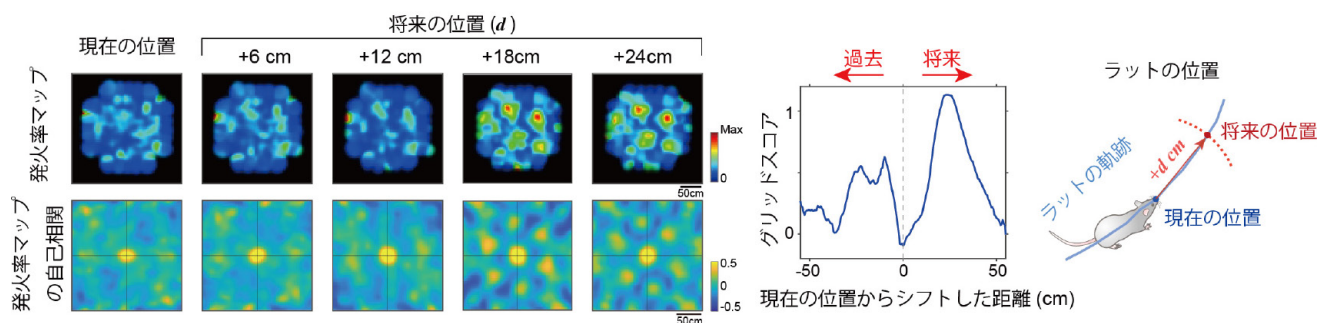 将来の位置 (d)
現在の位置
+6 cm
+12 cm
+18cm
+24cm
発火率マップ
Max
0
50cm
発火率マップ
の自己相関
0.5
0
-0.5
50cm
過去
将来
グリッドスコア
1
0
-50
0
50
現在の位置からシフトした距離 (cm)
ラットの位置
将来の位置
+d cm
ラットの軌跡
現在の位置